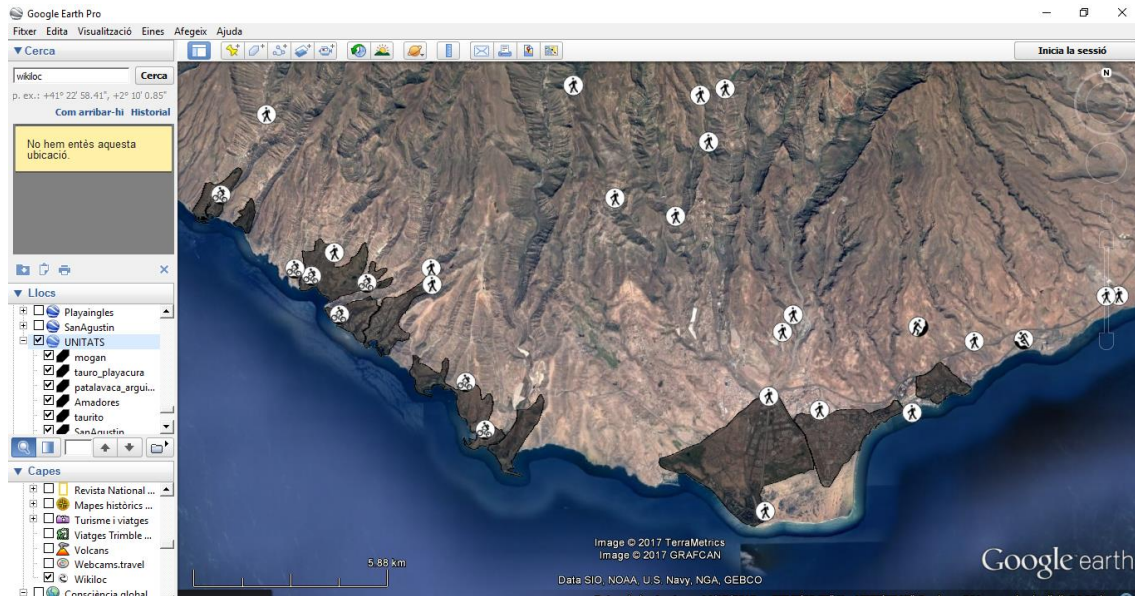 Google Earth Pro
Fitxer Edita Visualització Eines Afegeix Ajuda
Cerca
Inicia la sessió
wikiloc
Cerca
p. ex.: +41° 22' 58.41", +2° 10' 0.85"
Com arribar-hi Historial
No hem entès aquesta
ubicació.
N
Llocs
Playaingles
SanAgustin
UNITATS
mogan
tauro_playacura
patalavaca_argui...
Amadores
taurito
SanAgustin
Capes
Revista National ...
Mapes històrics ...
Turisme i viatges
Viatges Trimble ...
Volcans
Webcams.travel
Wikiloc
Consciència global
5.88 km
Image © 2017 TerraMetrics
Image © 2017 GRAFCAN
Data SIO, NOAA, U.S. Navy, NGA, GEBCO
Google earth